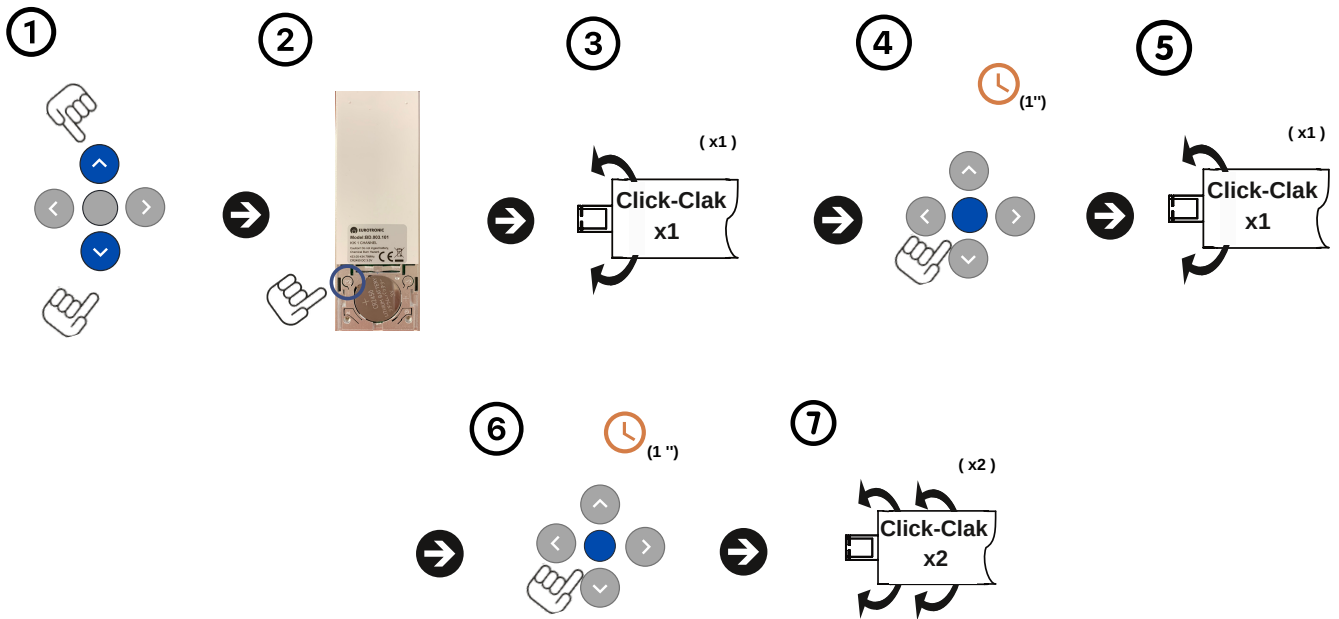 1
2
3
4
5
(1'')
( x1 )
Click-Clak
x1
( x1 )
Click-Clak
x1
EUROTRONIC
6
(1 '')
7
( x2 )
Click-Clak
x2